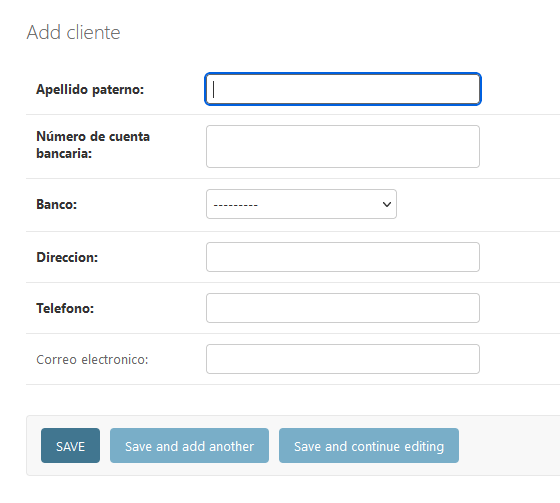 Add cliente
Apellido paterno:
Número de cuenta
bancaria:
Banco:
---------
Direccion:
Telefono:
Correo electronico:
SAVE
Save and add another
Save and continue editing